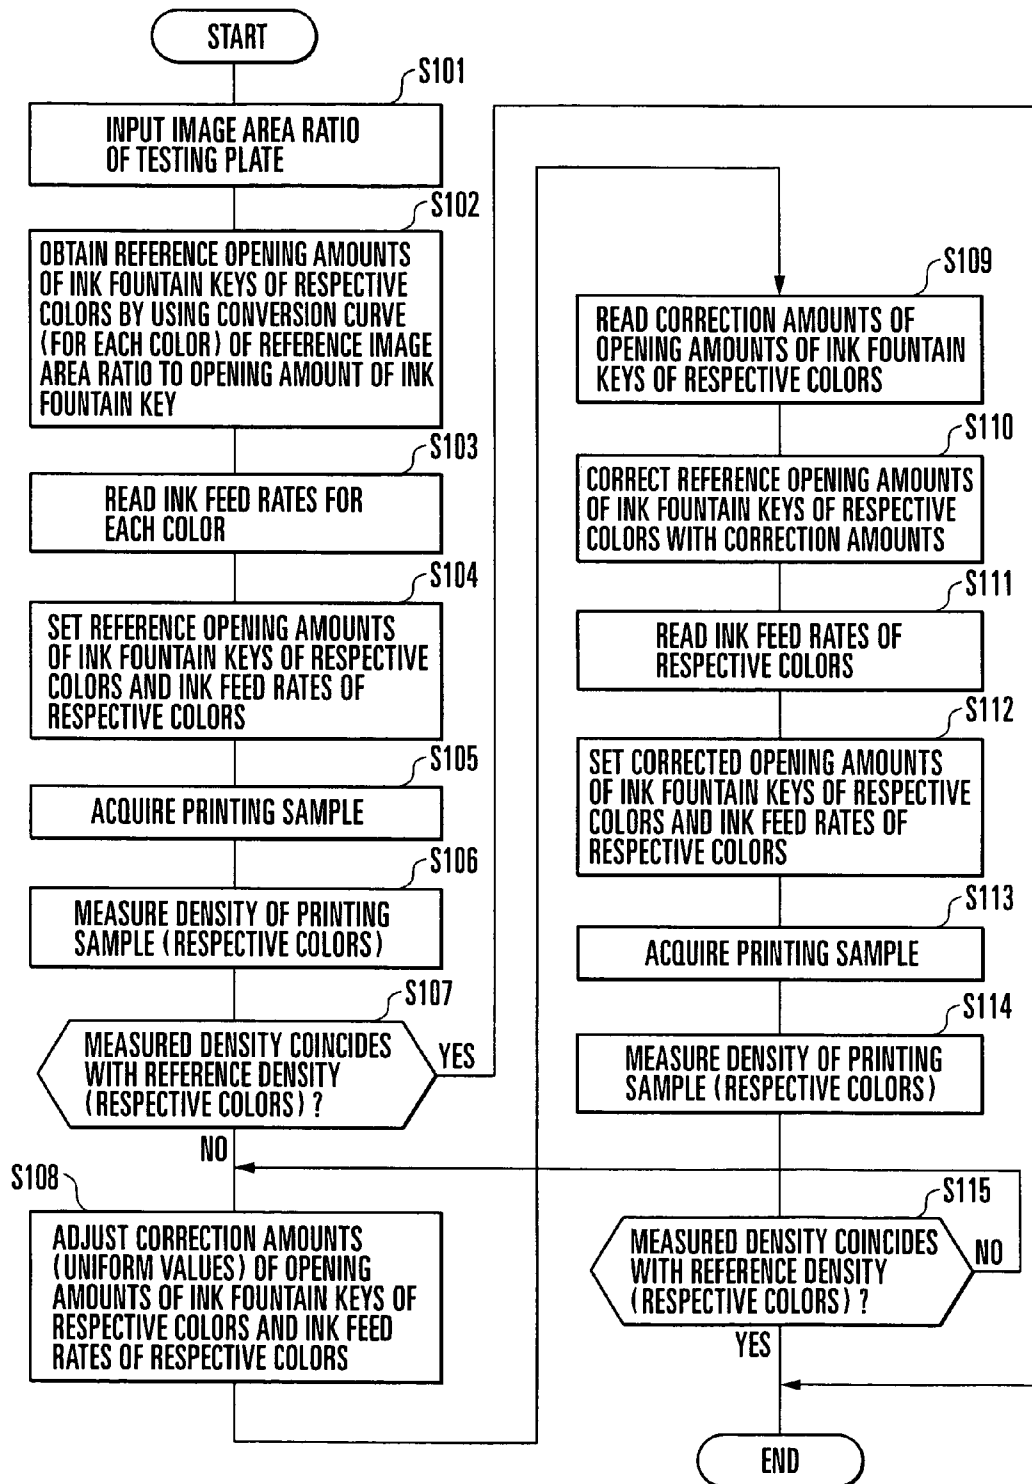 START
S101
INPUT IMAGE AREA RATIO
OF TESTING PLATE
S102
OBTAIN REFERENCE OPENING AMOUNTS
OF INK FOUNTAIN KEYS OF RESPECTIVE
COLORS BY USING CONVERSION CURVE
(FOR EACH COLOR) OF REFERENCE IMAGE
AREA RATIO TO OPENING AMOUNT OF INK
FOUNTAIN KEY
S103
READ INK FEED RATES FOR
EACH COLOR
S104
SET REFERENCE OPENING AMOUNTS
OF INK FOUNTAIN KEYS OF RESPECTIVE
COLORS AND INK FEED RATES OF
RESPECTIVE COLORS
S105
ACQUIRE PRINTING SAMPLE
S106
MEASURE DENSITY OF PRINTING
SAMPLE (RESPECTIVE COLORS)
S107
MEASURED DENSITY COINCIDES
WITH REFERENCE DENSITY
(RESPECTIVE COLORS) ?
YES
NO
S108
ADJUST CORRECTION AMOUNTS
(UNIFORM VALUES) OF OPENING
AMOUNTS OF INK FOUNTAIN KEYS OF
RESPECTIVE COLORS AND INK FEED
RATES OF RESPECTIVE COLORS
S109
READ CORRECTION AMOUNTS OF
OPENING AMOUNTS OF INK FOUNTAIN
KEYS OF RESPECTIVE COLORS
S110
CORRECT REFERENCE OPENING AMOUNTS
OF INK FOUNTAIN KEYS OF RESPECTIVE
COLORS WITH CORRECTION AMOUNTS
S111
READ INK FEED RATES OF
RESPECTIVE COLORS
S112
SET CORRECTED OPENING AMOUNTS
OF INK FOUNTAIN KEYS OF RESPECTIVE
COLORS AND INK FEED RATES OF
RESPECTIVE COLORS
S113
ACQUIRE PRINTING SAMPLE
S114
MEASURE DENSITY OF PRINTING
SAMPLE (RESPECTIVE COLORS)
S115
MEASURED DENSITY COINCIDES
WITH REFERENCE DENSITY
(RESPECTIVE COLORS) ?
NO
YES
END